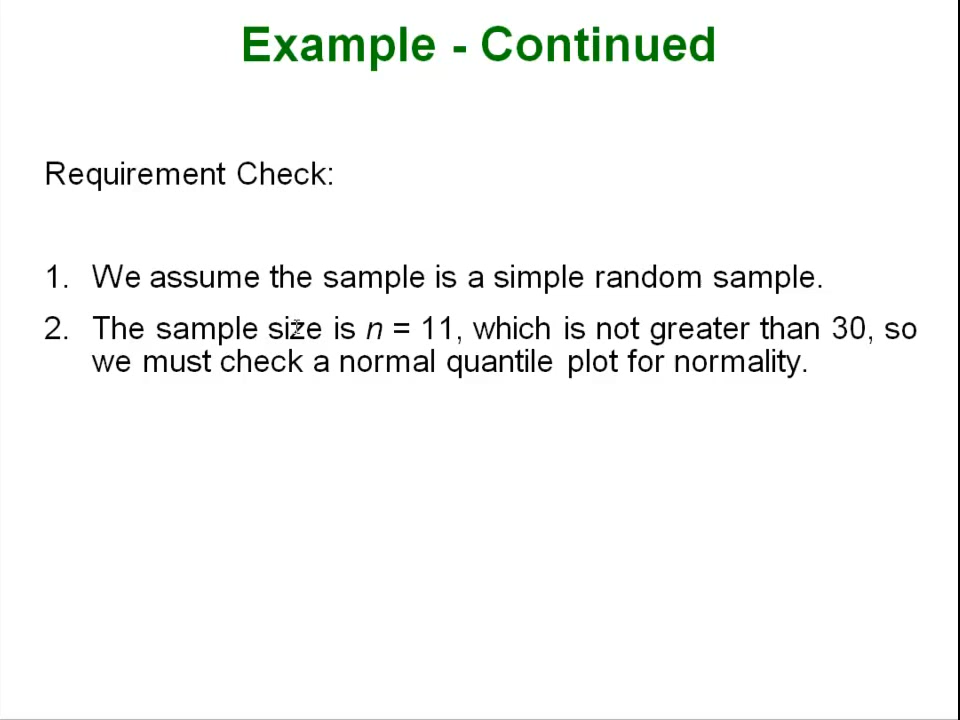 Example - Continued
Requirement Check:
1. We assume the sample is a simple random sample.
2. The sample size is n = 11, which is not greater than 30, so
we must check a normal quantile plot for normality.